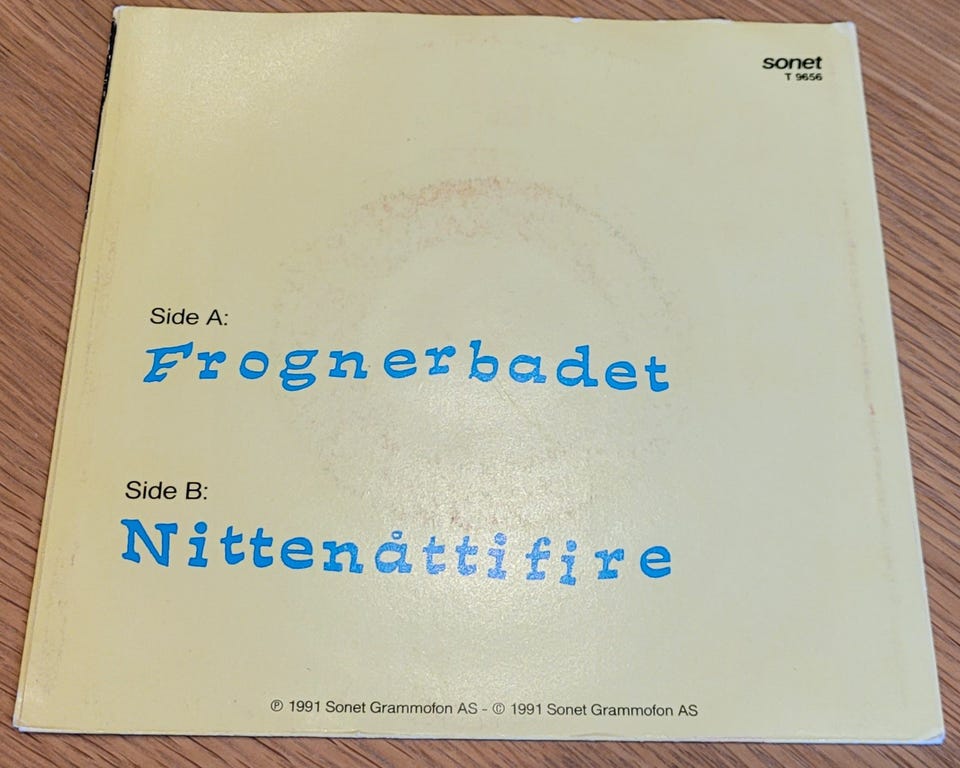 sonet
T 9656
Side A:
Frognerbadet
Side B:
Nittenåttifire
℗ 1991 Sonet Grammofon AS - © 1991 Sonet Grammofon AS